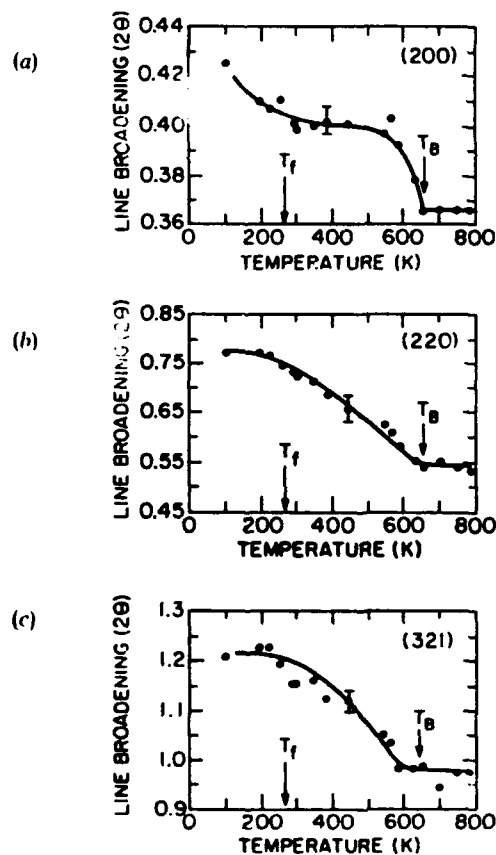 (a)
LINE BROADENING (2θ)
0.44
0.42
0.40
0.38
0.36
(200)
T_f
T_B
0 200 400 600 800
TEMPERATURE (K)
(b)
LINE BROADENING (2θ)
0.85
0.75
0.65
0.55
0.45
(220)
T_f
T_B
0 200 400 600 800
TEMPERATURE (K)
(c)
LINE BROADENING (2θ)
1.3
1.2
1.1
1.0
0.9
(321)
T_f
T_B
0 200 400 600 800
TEMPERATURE (K)